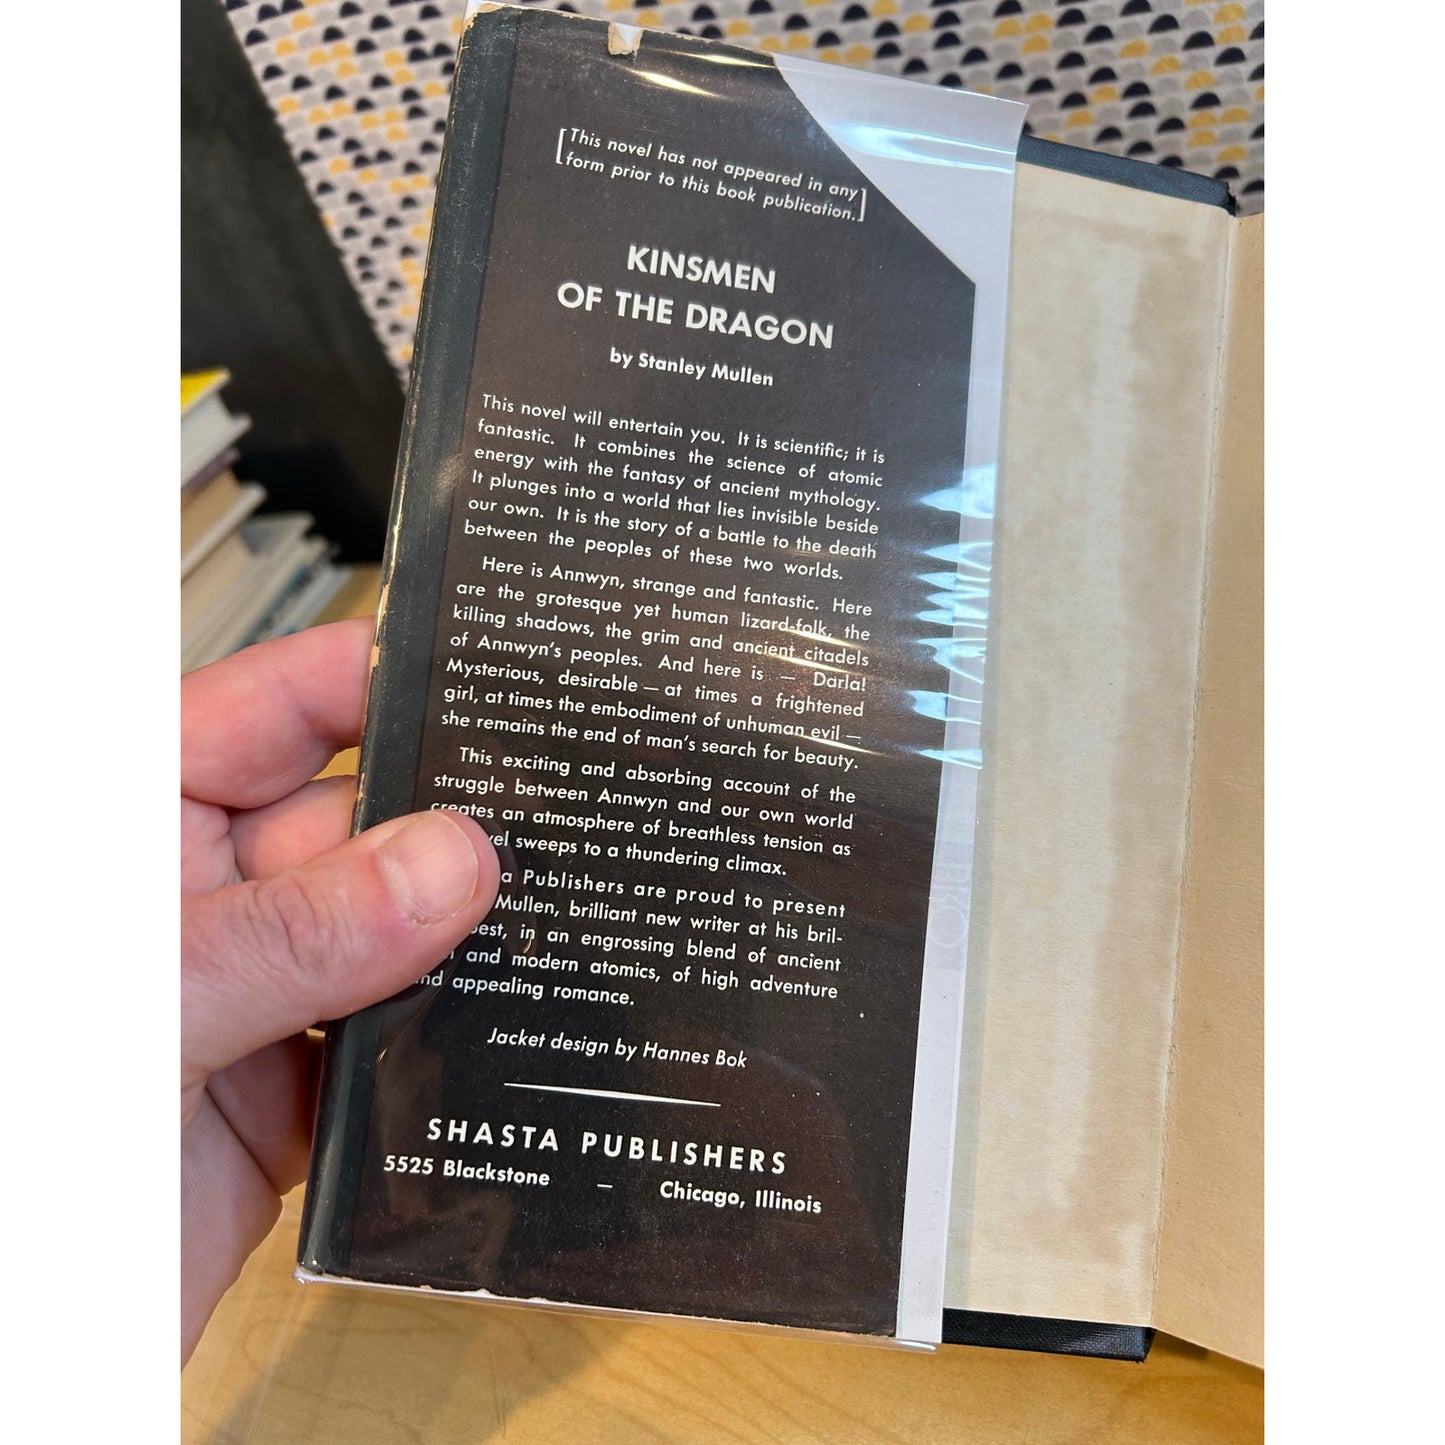 [This novel has not appeared in any
form prior to this book publication.]
KINSMEN
OF THE DRAGON
by Stanley Mullen
This novel will entertain you. It is scientific; it is
fantastic. It combines the science of atomic
energy with the fantasy of ancient mythology.
It plunges into a world that lies invisible beside
our own. It is the story of a battle to the death
between the peoples of these two worlds.
Here is Annwyn, strange and fantastic. Here
are the grotesque yet human lizard-folk, the
killing shadows, the grim and ancient citadels
of Annwyn's peoples. And here is — Darla!
Mysterious, desirable — at times a frightened
girl, at times the embodiment of unhuman evil —
she remains the end of man's search for beauty.
This exciting and absorbing account of the
struggle between Annwyn and our own world
creates an atmosphere of breathless tension as
sweeps to a thundering climax.
Publishers are proud to present
Mullen, brilliant new writer at his bril-
in an engrossing blend of ancient
and modern atomics, of high adventure
appealing romance.
Jacket design by Hannes Bok
SHASTA PUBLISHERS
5525 Blackstone — Chicago, Illinois